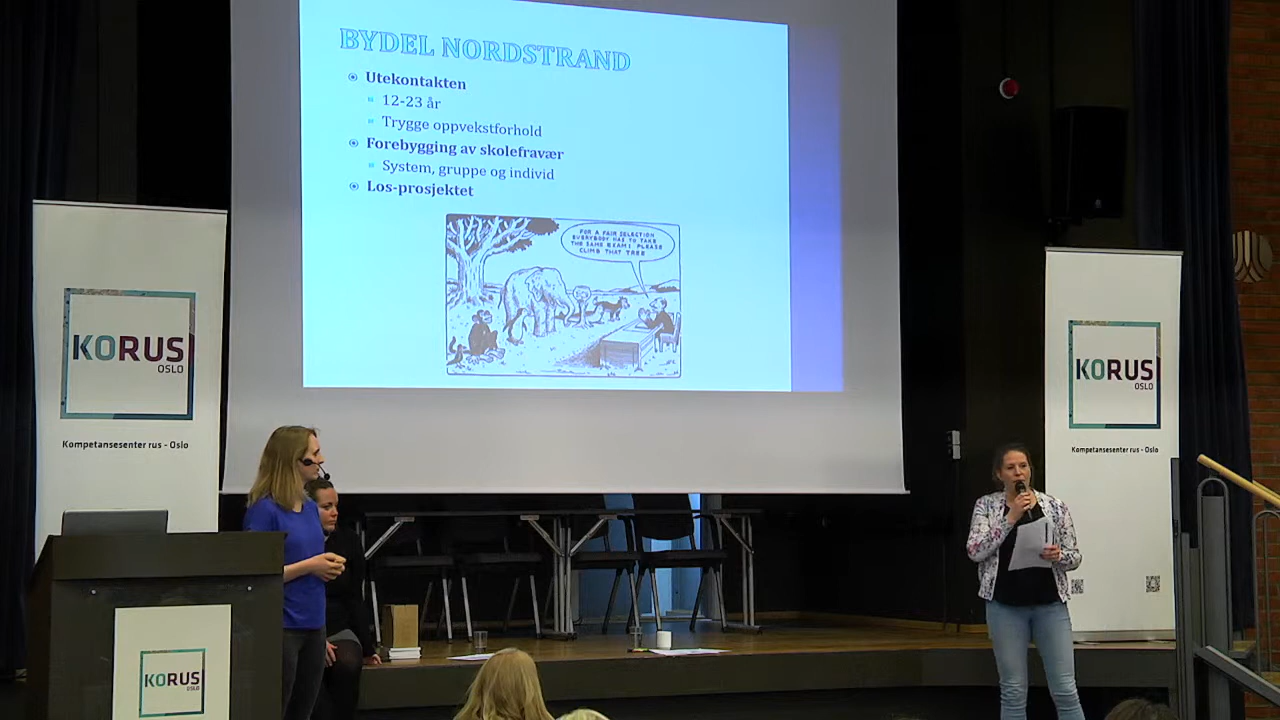 BYDEL NORDSTRAND
Utekontakten
12-23 år
Trygge oppvekstforhold
Forebygging av skolefravær
System, gruppe og individ
Los-prosjektet
FOR A FAIR SELECTION
EVERYBODY HAS TO TAKE
THE SAME EXAM: PLEASE
CLIMB THAT TREE
KORUS
OSLO
Kompetansesenter rus - Oslo
KORUS
OSLO
Kompetansesenter rus - Oslo
KORUS
OSLO